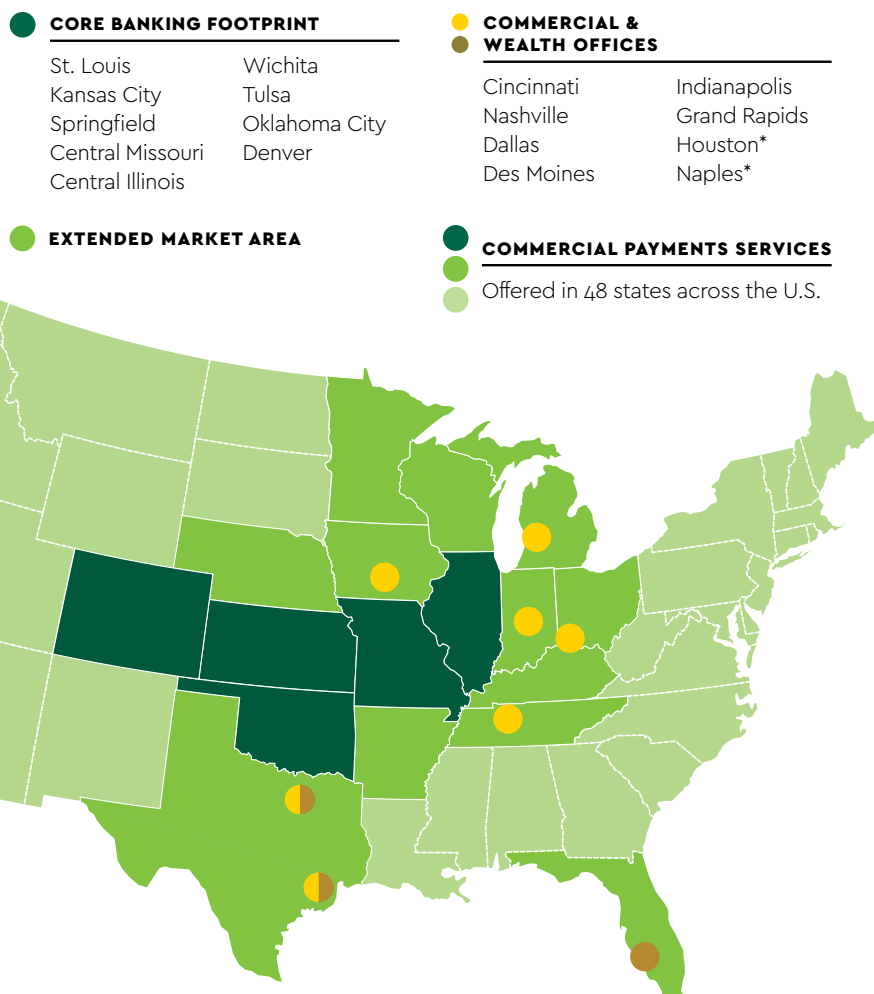 CORE BANKING FOOTPRINT
St. Louis
Kansas City
Springfield
Central Missouri
Central Illinois
Wichita
Tulsa
Oklahoma City
Denver
COMMERCIAL &
WEALTH OFFICES
Cincinnati
Nashville
Dallas
Des Moines
Indianapolis
Grand Rapids
Houston*
Naples*
EXTENDED MARKET AREA
COMMERCIAL PAYMENTS SERVICES
Offered in 48 states across the U.S.